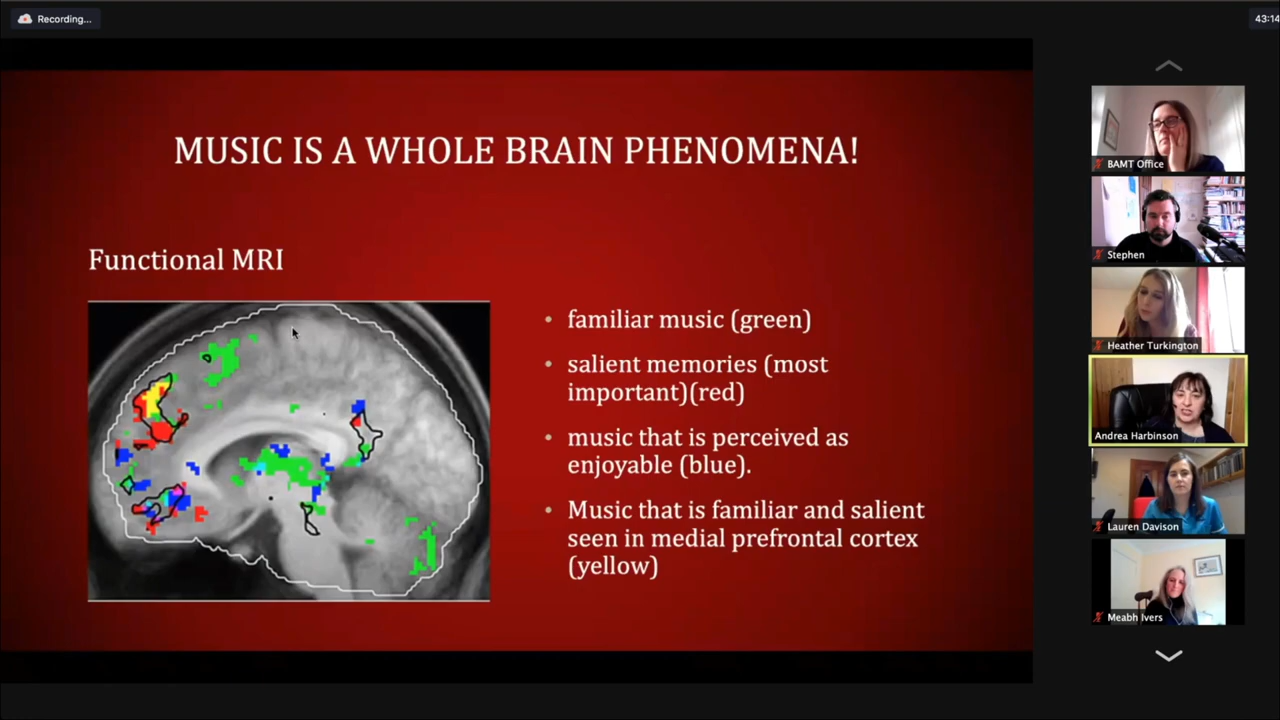 Recording...
43:14
MUSIC IS A WHOLE BRAIN PHENOMENA!
Functional MRI
• familiar music (green)
• salient memories (most
important)(red)
• music that is perceived as
enjoyable (blue).
• Music that is familiar and salient
seen in medial prefrontal cortex
(yellow)
BAMT Office
Stephen
Heather Turkington
Andrea Harbinson
Lauren Davison
Meabh Ivers